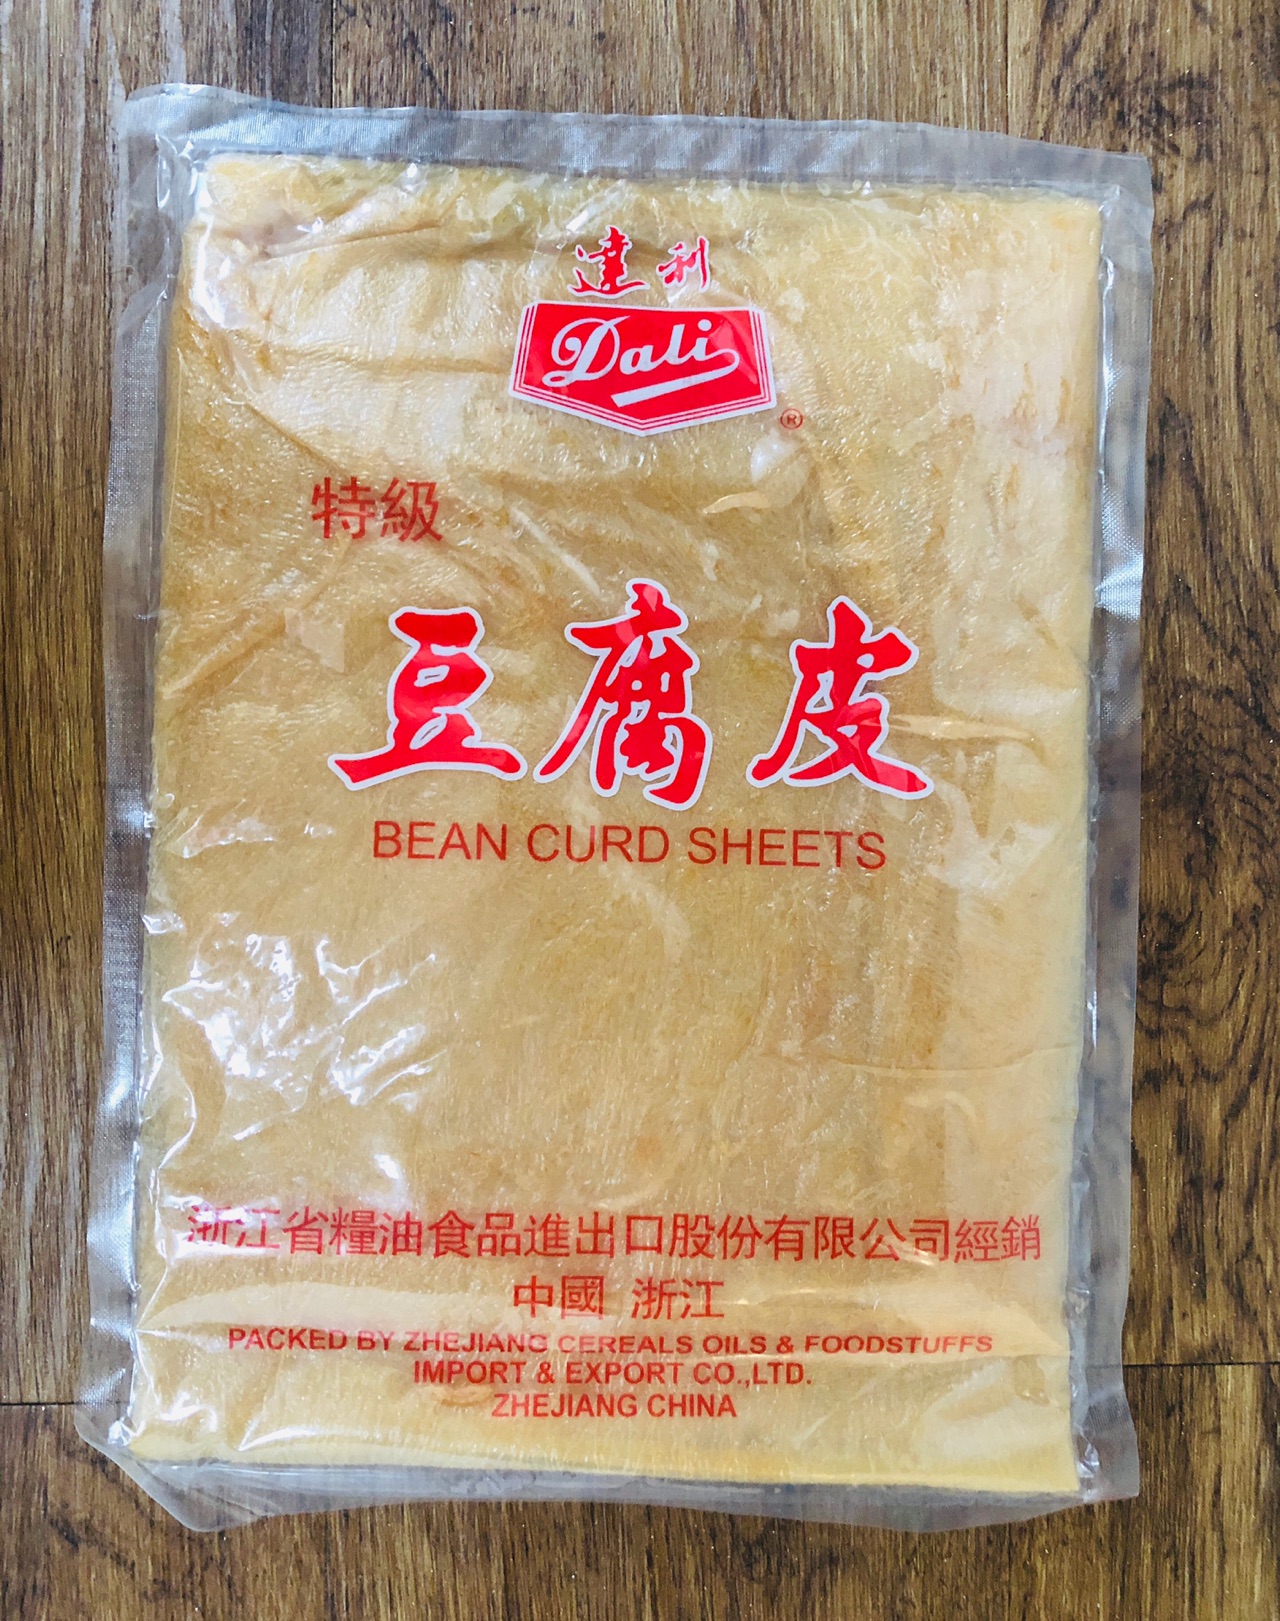 達利
Dali
®
特級
豆腐皮
BEAN CURD SHEETS
浙江省糧油食品進出口股份有限公司經銷
中國 浙江
PACKED BY ZHEJIANG CEREALS OILS & FOODSTUFFS
IMPORT & EXPORT CO.,LTD.
ZHEJIANG CHINA